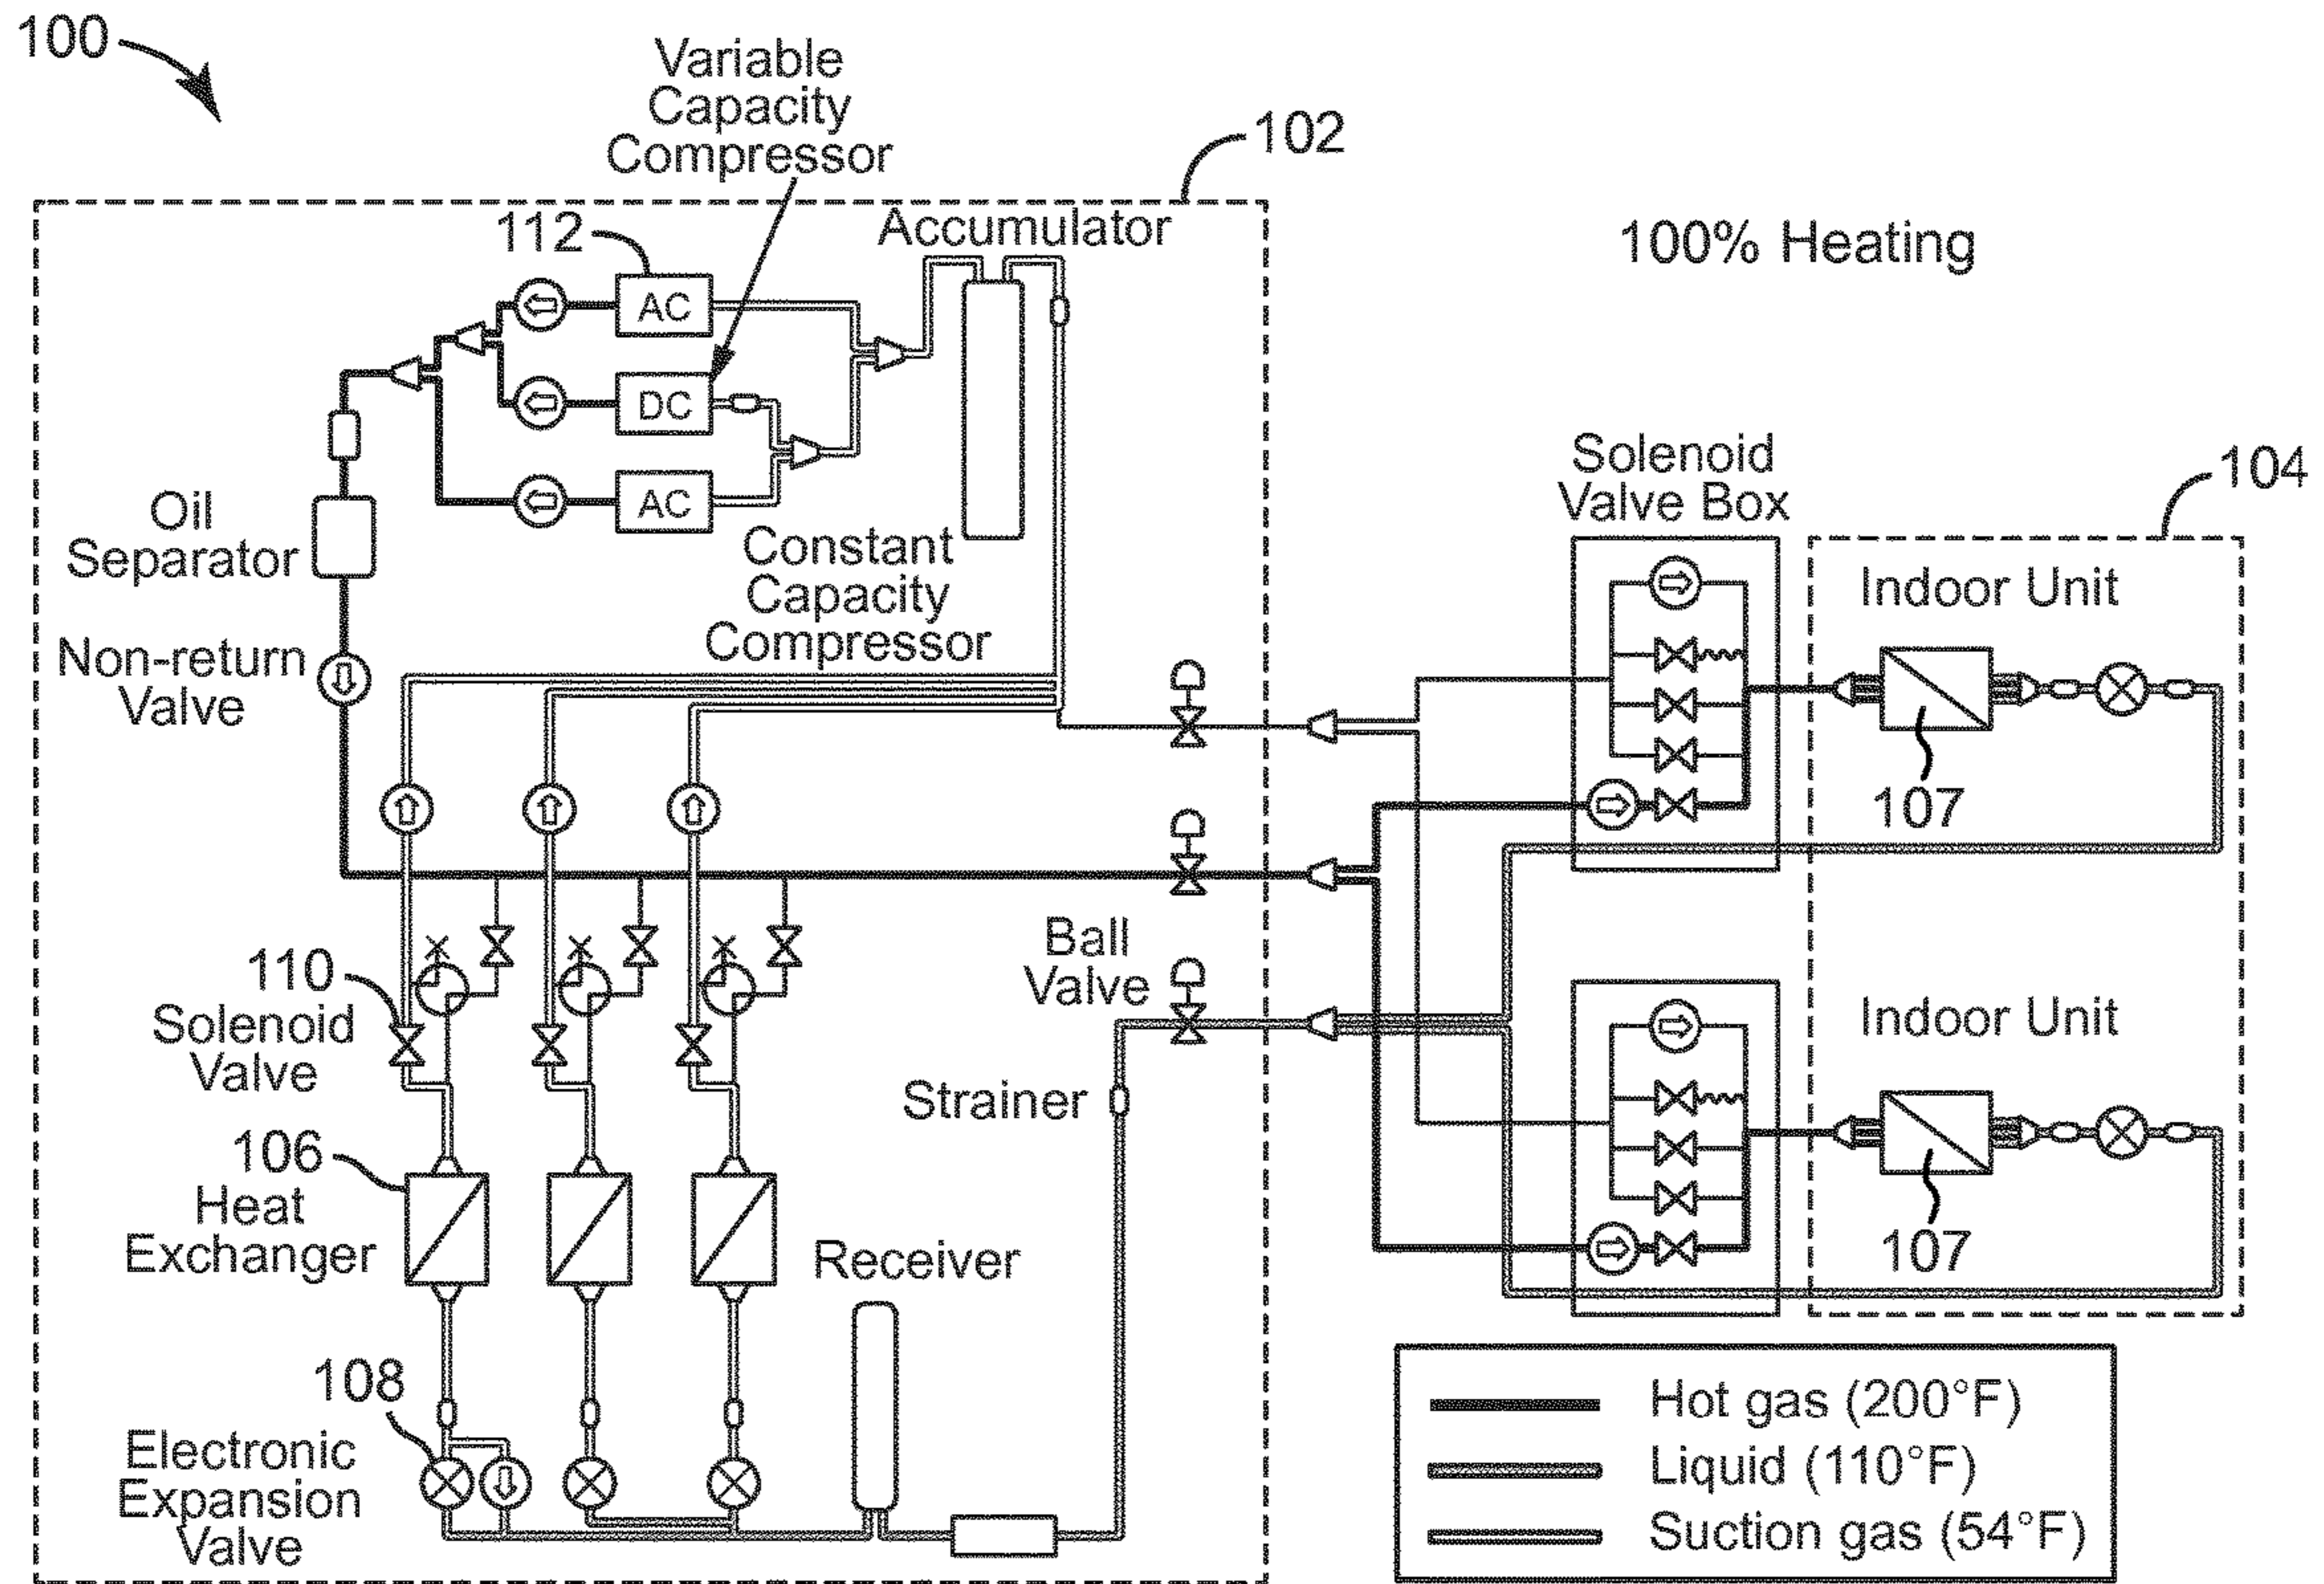 100
Variable
Capacity
Compressor
102
112
Accumulator
100% Heating
AC
DC
AC
Oil
Separator
Constant
Capacity
Compressor
Non-return
Valve
Solenoid
Valve Box
104
Indoor Unit
107
110
Solenoid
Valve
Ball
Valve
Strainer
Indoor Unit
107
106
Heat
Exchanger
Receiver
108
Electronic
Expansion
Valve
Hot gas (200°F)
Liquid (110°F)
Suction gas (54°F)